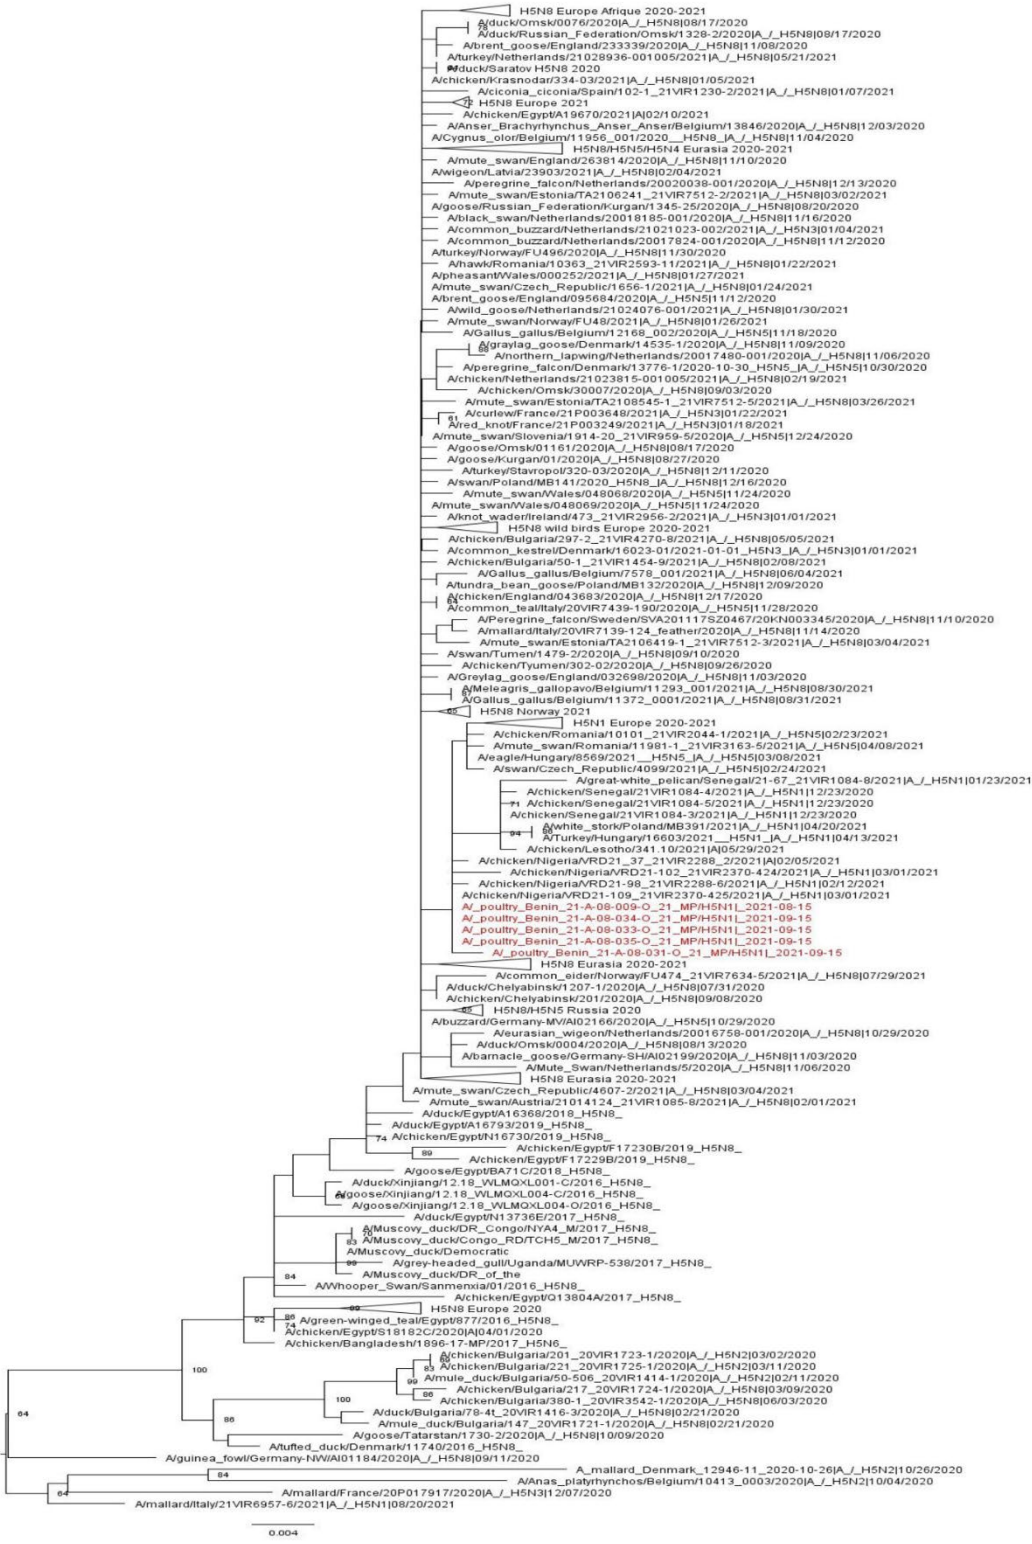 H5N8 Europe Afrique 2020-2021
A/duck/Omsk/0076/2020|A_/_H5N8|08/17/2020
78
A/duck/Russian_Federation/Omsk/1328-2/2020|A_/_H5N8|08/17/2020
A/brent_goose/England/233339/2020|A_/_H5N8|11/08/2020
A/turkey/Netherlands/21028936-001005/2021|A_/_H5N8|05/21/2020
A/duck/Saratov H5N8 2020
A/chicken/Krasnodar/334-03/2021|A_/_H5N8|01/05/2021
A/ciconia_ciconia/Spain/102-1_21VIR1230-2/2021|A_/_H5N8|01/07/2021
72 H5N8 Europe 2021
A/chicken/Egypt/A19670/2021|A|02/10/2021
A/Anser_Brachyrhynchus_Anser_Anser/Belgium/13846/2020|A_/_H5N8|12/03/2020
A/Cygnus_olor/Belgium/11956_001/2020__H5N8_|A_/_H5N8|11/04/2020
H5N8/H5N5/H5N4 Eurasia 2020-2021
A/mute_swan/England/263814/2020|A_/_H5N8|11/10/2020
A/wigeon/Latvia/23903/2021|A_/_H5N8|02/04/2021
A/peregrine_falcon/Netherlands/20020038-001/2020|A_/_H5N8|12/13/2020
A/mute_swan/Estonia/TA2106241_21VIR7512-2/2021|A_/_H5N8|03/02/2021
A/goose/Russian_Federation/Kurgan/1345-25/2020|A_/_H5N8|08/20/2020
A/black_swan/Netherlands/20018185-001/2020|A_/_H5N8|11/16/2020
A/common_buzzard/Netherlands/21021023-002/2021|A_/_H5N3|01/04/2021
A/common_buzzard/Netherlands/20017824-001/2020|A_/_H5N8|11/12/2020
A/turkey/Norway/FU496/2020|A_/_H5N8|11/30/2020
A/hawk/Romania/10363_21VIR2593-11/2021|A_/_H5N8|01/22/2021
A/pheasant/Wales/000252/2021|A_/_H5N8|01/27/2021
A/mute_swan/Czech_Republic/1656-1/2021|A_/_H5N8|01/24/2021
A/brent_goose/England/095684/2020|A_/_H5N5|11/12/2020
A/wild_goose/Netherlands/21024076-001/2021|A_/_H5N8|01/30/2021
A/mute_swan/Norway/FU48/2021|A_/_H5N8|01/26/2021
A/Gallus_gallus/Belgium/12168_002/2020|A_/_H5N5|11/18/2020
A/graylag_goose/Denmark/14535-1/2020|A_/_H5N8|11/09/2020
88
A/northern_lapwing/Netherlands/20017480-001/2020|A_/_H5N8|11/06/2020
A/peregrine_falcon/Denmark/13776-1/2020-10-30_H5N5_|A_/_H5N5|10/30/2020
A/chicken/Netherlands/21023815-001005/2021|A_/_H5N8|02/19/2021
A/chicken/Omsk/30007/2020|A_/_H5N8|09/03/2020
A/mute_swan/Estonia/TA2108545-1_21VIR7512-5/2021|A_/_H5N8|03/26/2021
A/curlew/France/21P003648/2021|A_/_H5N3|01/22/2021
61
A/red_knot/France/21P003249/2021|A_/_H5N3|01/18/2021
A/mute_swan/Slovenia/1914-20_21VIR959-5/2020|A_/_H5N5|12/24/2020
A/goose/Omsk/01161/2020|A_/_H5N8|08/17/2020
A/goose/Kurgan/01/2020|A_/_H5N8|08/27/2020
A/turkey/Stavropol/320-03/2020|A_/_H5N8|12/11/2020
A/swan/Poland/MB141/2020_H5N8_|A_/_H5N8|12/16/2020
A/mute_swan/Wales/048068/2020|A_/_H5N5|11/24/2020
A/mute_swan/Wales/048069/2020|A_/_H5N5|11/24/2020
A/knot_wader/Ireland/473_21VIR2956-2/2021|A_/_H5N3|01/01/2021
H5N8 wild birds Europe 2020-2021
A/chicken/Bulgaria/297-2_21VIR4270-8/2021|A_/_H5N8|05/05/2021
A/common_kestrel/Denmark/16023-01/2021-01-01_H5N3_|A_/_H5N3|01/01/2021
A/chicken/Bulgaria/50-1_21VIR1454-9/2021|A_/_H5N8|02/08/2021
A/Gallus_gallus/Belgium/7578_001/2021|A_/_H5N8|06/04/2021
A/tundra_bean_goose/Poland/MB132/2020|A_/_H5N8|12/09/2020
A/chicken/England/043683/2020|A_/_H5N8|12/17/2020
64
A/common_teal/Italy/20VIR7439-190/2020|A_/_H5N5|11/28/2020
A/Peregrine_falcon/Sweden/SVA201117SZ0467/20KN003345/2020|A_/_H5N8|11/10/2020
A/mallard/Italy/20VIR7139-124_feather/2020|A_/_H5N8|11/14/2020
A/mute_swan/Estonia/TA2106419-1_21VIR7512-3/2021|A_/_H5N8|03/04/2021
A/swan/Tumen/1479-2/2020|A_/_H5N8|09/10/2020
A/chicken/Tyumen/302-02/2020|A_/_H5N8|09/26/2020
A/Greylag_goose/England/032698/2020|A_/_H5N8|11/03/2020
A/Meleagris_gallopavo/Belgium/11293_001/2020|A_/_H5N8|08/30/2021
87
A/Gallus_gallus/Belgium/11372_0001/2020|A_/_H5N8|08/31/2021
65 H5N8 Norway 2021
H5N1 Europe 2020-2021
A/chicken/Romania/10101_21VIR2044-1/2021|A_/_H5N5|02/23/2021
A/mute_swan/Romania/11981-1_21VIR3163-5/2021|A_/_H5N5|04/08/2021
A/eagle/Hungary/8569/2021__H5N5_|A_/_H5N5|03/08/2021
A/swan/Czech_Republic/4099/2021|A_/_H5N5|02/24/2021
A/great-white_pelican/Senegal/21-67_21VIR1084-8/2021|A_/_H5N1|01/23/2021
A/chicken/Senegal/21VIR1084-4/2021|A_/_H5N1|12/23/2020
71 A/chicken/Senegal/21VIR1084-5/2021|A_/_H5N1|12/23/2020
A/chicken/Senegal/21VIR1084-3/2021|A_/_H5N1|12/23/2020
A/white_stork/Poland/MB391/2021|A_/_H5N1|04/20/2021
94 86
A/Turkey/Hungary/16603/2021__H5N1_|A_/_H5N1|04/13/2021
A/chicken/Lesotho/341.10/2021|A|05/29/2021
A/chicken/Nigeria/VRD21_37_21VIR2288_2/2021|A|02/05/2021
A/chicken/Nigeria/VRD21-102_21VIR2370-424/2021|A_/_H5N1|03/01/2021
A/chicken/Nigeria/VRD21-98_21VIR2288-6/2021|A_/_H5N1|02/12/2021
A/chicken/Nigeria/VRD21-109_21VIR2370-425/2021|A_/_H5N1|03/01/2021
A/_poultry_Benin_21-A-08-009-O_21_MP/H5N1|_2021-08-15
A/_poultry_Benin_21-A-08-034-O_21_MP/H5N1|_2021-09-15
A/_poultry_Benin_21-A-08-033-O_21_MP/H5N1|_2021-09-15
A/_poultry_Benin_21-A-08-035-O_21_MP/H5N1|_2021-09-15
A/_poultry_Benin_21-A-08-031-O_21_MP/H5N1|_2021-09-15
H5N8 Eurasia 2020-2021
A/common_eider/Norway/FU474_21VIR7634-5/2021|A_/_H5N8|07/29/2021
A/duck/Chelyabinsk/1207-1/2020|A_/_H5N8|07/31/2020
A/chicken/Chelyabinsk/201/2020|A_/_H5N8|09/08/2020
65 H5N8/H5N5 Russia 2020
A/buzzard/Germany-MV/AI02166/2020|A_/_H5N5|10/29/2020
A/eurasian_wigeon/Netherlands/20016758-001/2020|A_/_H5N8|10/29/2020
A/duck/Omsk/0004/2020|A_/_H5N8|08/13/2020
A/barnacle_goose/Germany-SH/AI02199/2020|A_/_H5N8|11/03/2020
A/Mute_Swan/Netherlands/5/2020|A_/_H5N8|11/06/2020
H5N8 Eurasia 2020-2021
A/mute_swan/Czech_Republic/4607-2/2021|A_/_H5N8|03/04/2021
A/mute_swan/Austria/21014124_21VIR1085-8/2021|A_/_H5N8|02/01/2021
A/duck/Egypt/A16368/2018_H5N8_
A/duck/Egypt/A16793/2019_H5N8_
74 A/chicken/Egypt/N16730/2019_H5N8_
A/chicken/Egypt/F17230B/2019_H5N8_
89
A/chicken/Egypt/F17229B/2019_H5N8_
A/goose/Egypt/BA71C/2018_H5N8_
A/duck/Xinjiang/12.18_WLMQXL001-C/2016_H5N8_
A/goose/Xinjiang/12.18_WLMQXL004-C/2016_H5N8_
A/goose/Xinjiang/12.18_WLMQXL004-O/2016_H5N8_
A/duck/Egypt/N13736E/2017_H5N8_
A/Muscovy_duck/DR_Congo/NYA4_M/2017_H5N8_
70
83 A/Muscovy_duck/Congo_RD/TCH5_M/2017_H5N8_
A/Muscovy_duck/Democratic
99 A/grey-headed_gull/Uganda/MUWRP-538/2017_H5N8_
84 A/Muscovy_duck/DR_of_the
A/Whooper_Swan/Sanmenxia/01/2016_H5N8_
A/chicken/Egypt/Q13804A/2017_H5N8_
89 H5N8 Europe 2020
92 86 A/green-winged_teal/Egypt/877/2016_H5N8_
74
A/chicken/Egypt/S18182C/2020|A|04/01/2020
A/chicken/Bangladesh/1896-17-MP/2017_H5N6_
A/chicken/Bulgaria/201_20VIR1723-1/2020|A_/_H5N2|03/02/2020
69
83 A/chicken/Bulgaria/221_20VIR1725-1/2020|A_/_H5N2|03/11/2020
100
99 A/mule_duck/Bulgaria/50-506_20VIR1414-1/2020|A_/_H5N2|02/11/2020
A/chicken/Bulgaria/217_20VIR1724-1/2020|A_/_H5N8|03/09/2020
86
100 A/chicken/Bulgaria/380-1_20VIR3542-1/2020|A_/_H5N8|06/03/2020
A/duck/Bulgaria/78-4t_20VIR1416-3/2020|A_/_H5N8|02/21/2020
64
86 A/mule_duck/Bulgaria/147_20VIR1721-1/2020|A_/_H5N8|02/21/2020
A/goose/Tatarstan/1730-2/2020|A_/_H5N8|10/09/2020
A/tufted_duck/Denmark/11740/2016_H5N8_
A/guinea_fowl/Germany-NW/AI01184/2020|A_/_H5N8|09/11/2020
A_mallard_Denmark_12946-11_2020-10-26|A_/_H5N2|10/26/2020
84
A/Anas_platyrhynchos/Belgium/10413_0003/2020|A_/_H5N2|10/04/2020
64 A/mallard/France/20P017917/2020|A_/_H5N3|12/07/2020
A/mallard/Italy/21VIR6957-6/2021|A_/_H5N1|08/20/2021
0.004